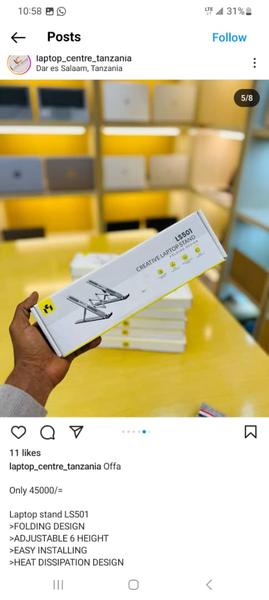 10:58
LTE
31%
Posts
Follow
laptop_centre_tanzania
Dar es Salaam, Tanzania
5/8
LS501
CREATIVE LAPTOP STAND
11 likes
laptop_centre_tanzania Offa
Only 45000/=
Laptop stand LS501
>FOLDING DESIGN
>ADJUSTABLE 6 HEIGHT
>EASY INSTALLING
>HEAT DISSIPATION DESIGN